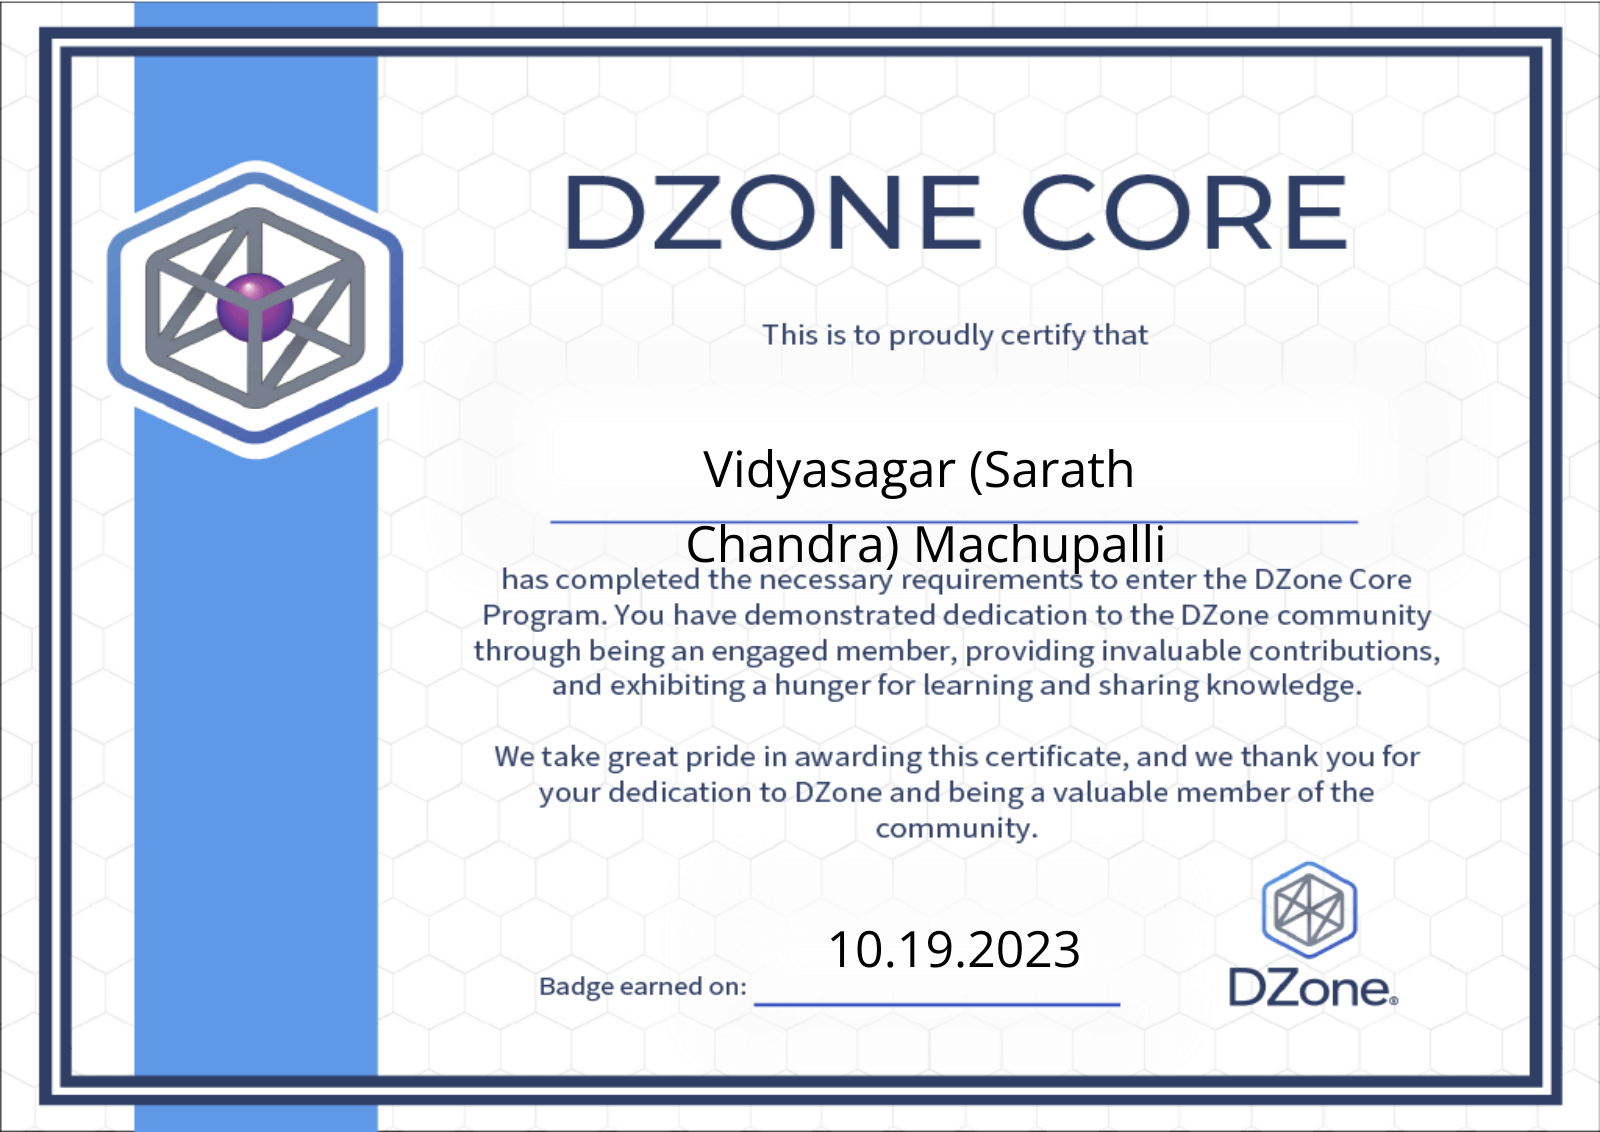 DZONE CORE
This is to proudly certify that
Vidyasagar (Sarath
Chandra) Machupalli
has completed the necessary requirements to enter the DZone Core
Program. You have demonstrated dedication to the DZone community
through being an engaged member, providing invaluable contributions,
and exhibiting a hunger for learning and sharing knowledge.
We take great pride in awarding this certificate, and we thank you for
your dedication to DZone and being a valuable member of the
community.
10.19.2023
Badge earned on:
DZone®